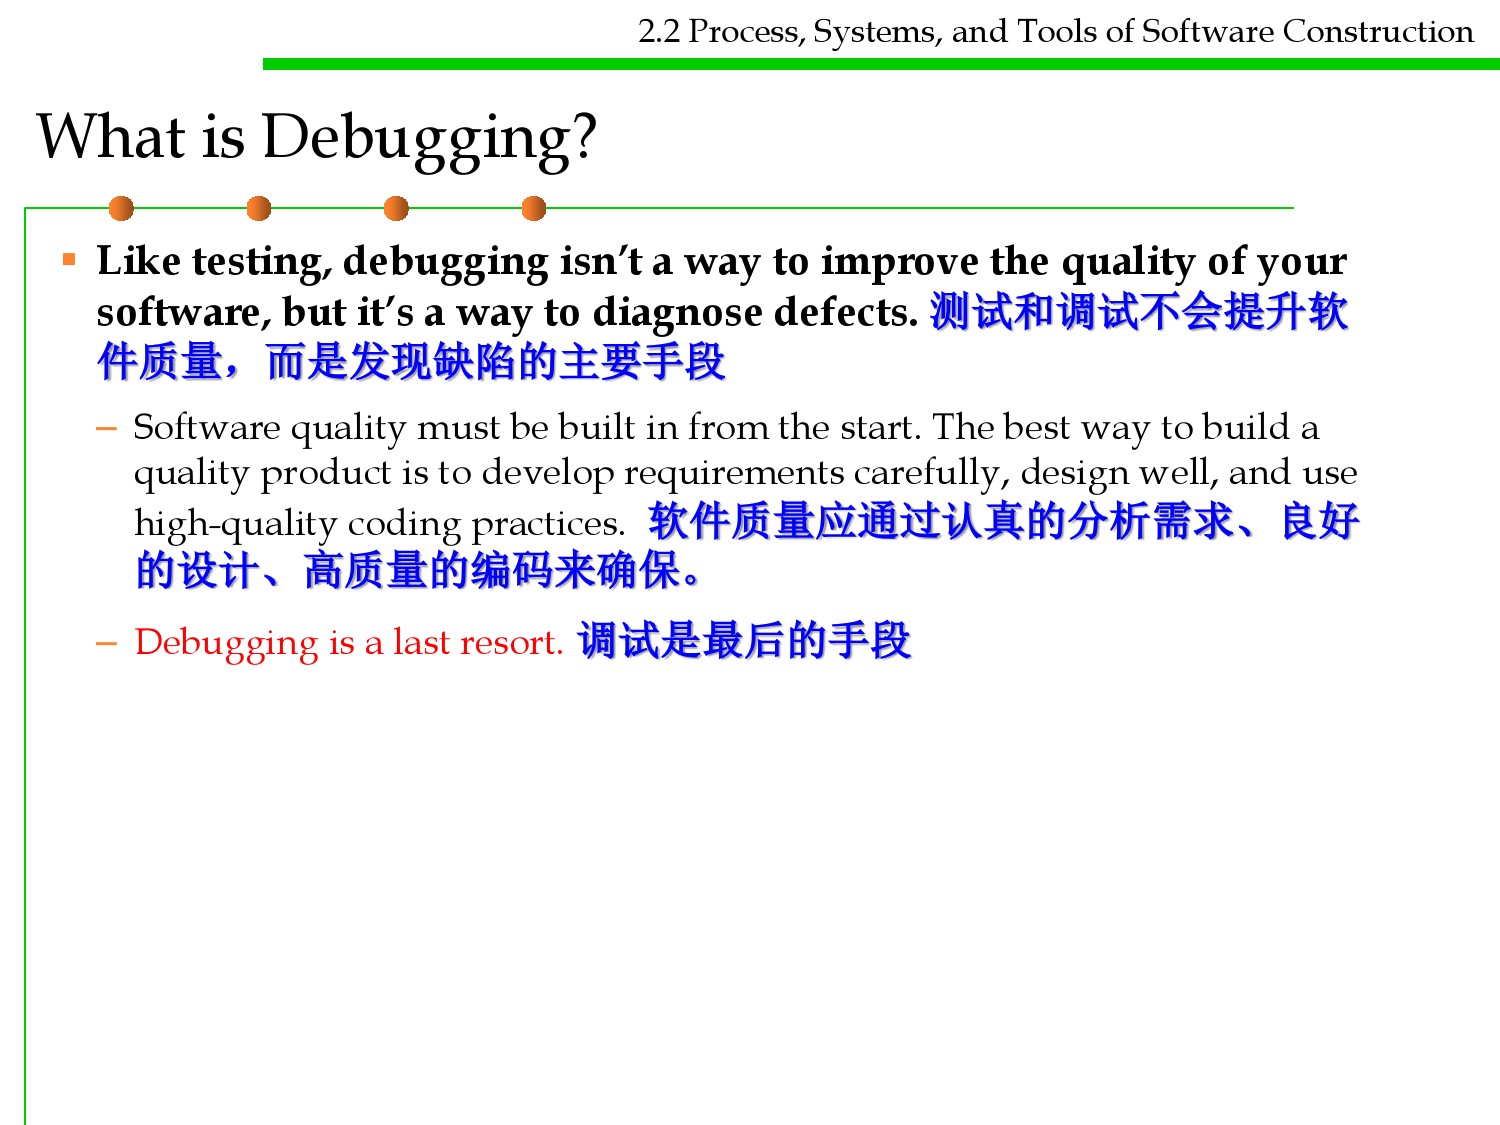 2.2 Process, Systems, and Tools of Software Construction
What is Debugging?
▪ Like testing, debugging isn’t a way to improve the quality of your
software, but it’s a way to diagnose defects. 测试和调试不会提升软
件质量，而是发现缺陷的主要手段
– Software quality must be built in from the start. The best way to build a
quality product is to develop requirements carefully, design well, and use
high-quality coding practices. 软件质量应通过认真的分析需求、良好
的设计、高质量的编码来确保。
– Debugging is a last resort. 调试是最后的手段